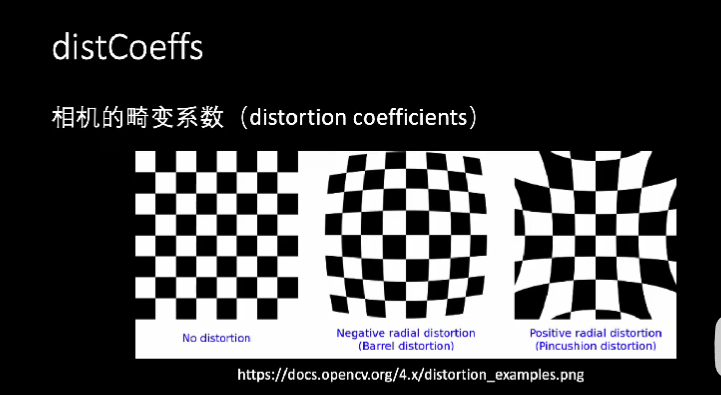 distCoeffs
相机的畸变系数（distortion coefficients）
No distortion
Negative radial distortion
(Barrel distortion)
Positive radial distortion
(Pincushion distortion)
https://docs.opencv.org/4.x/distortion_examples.png